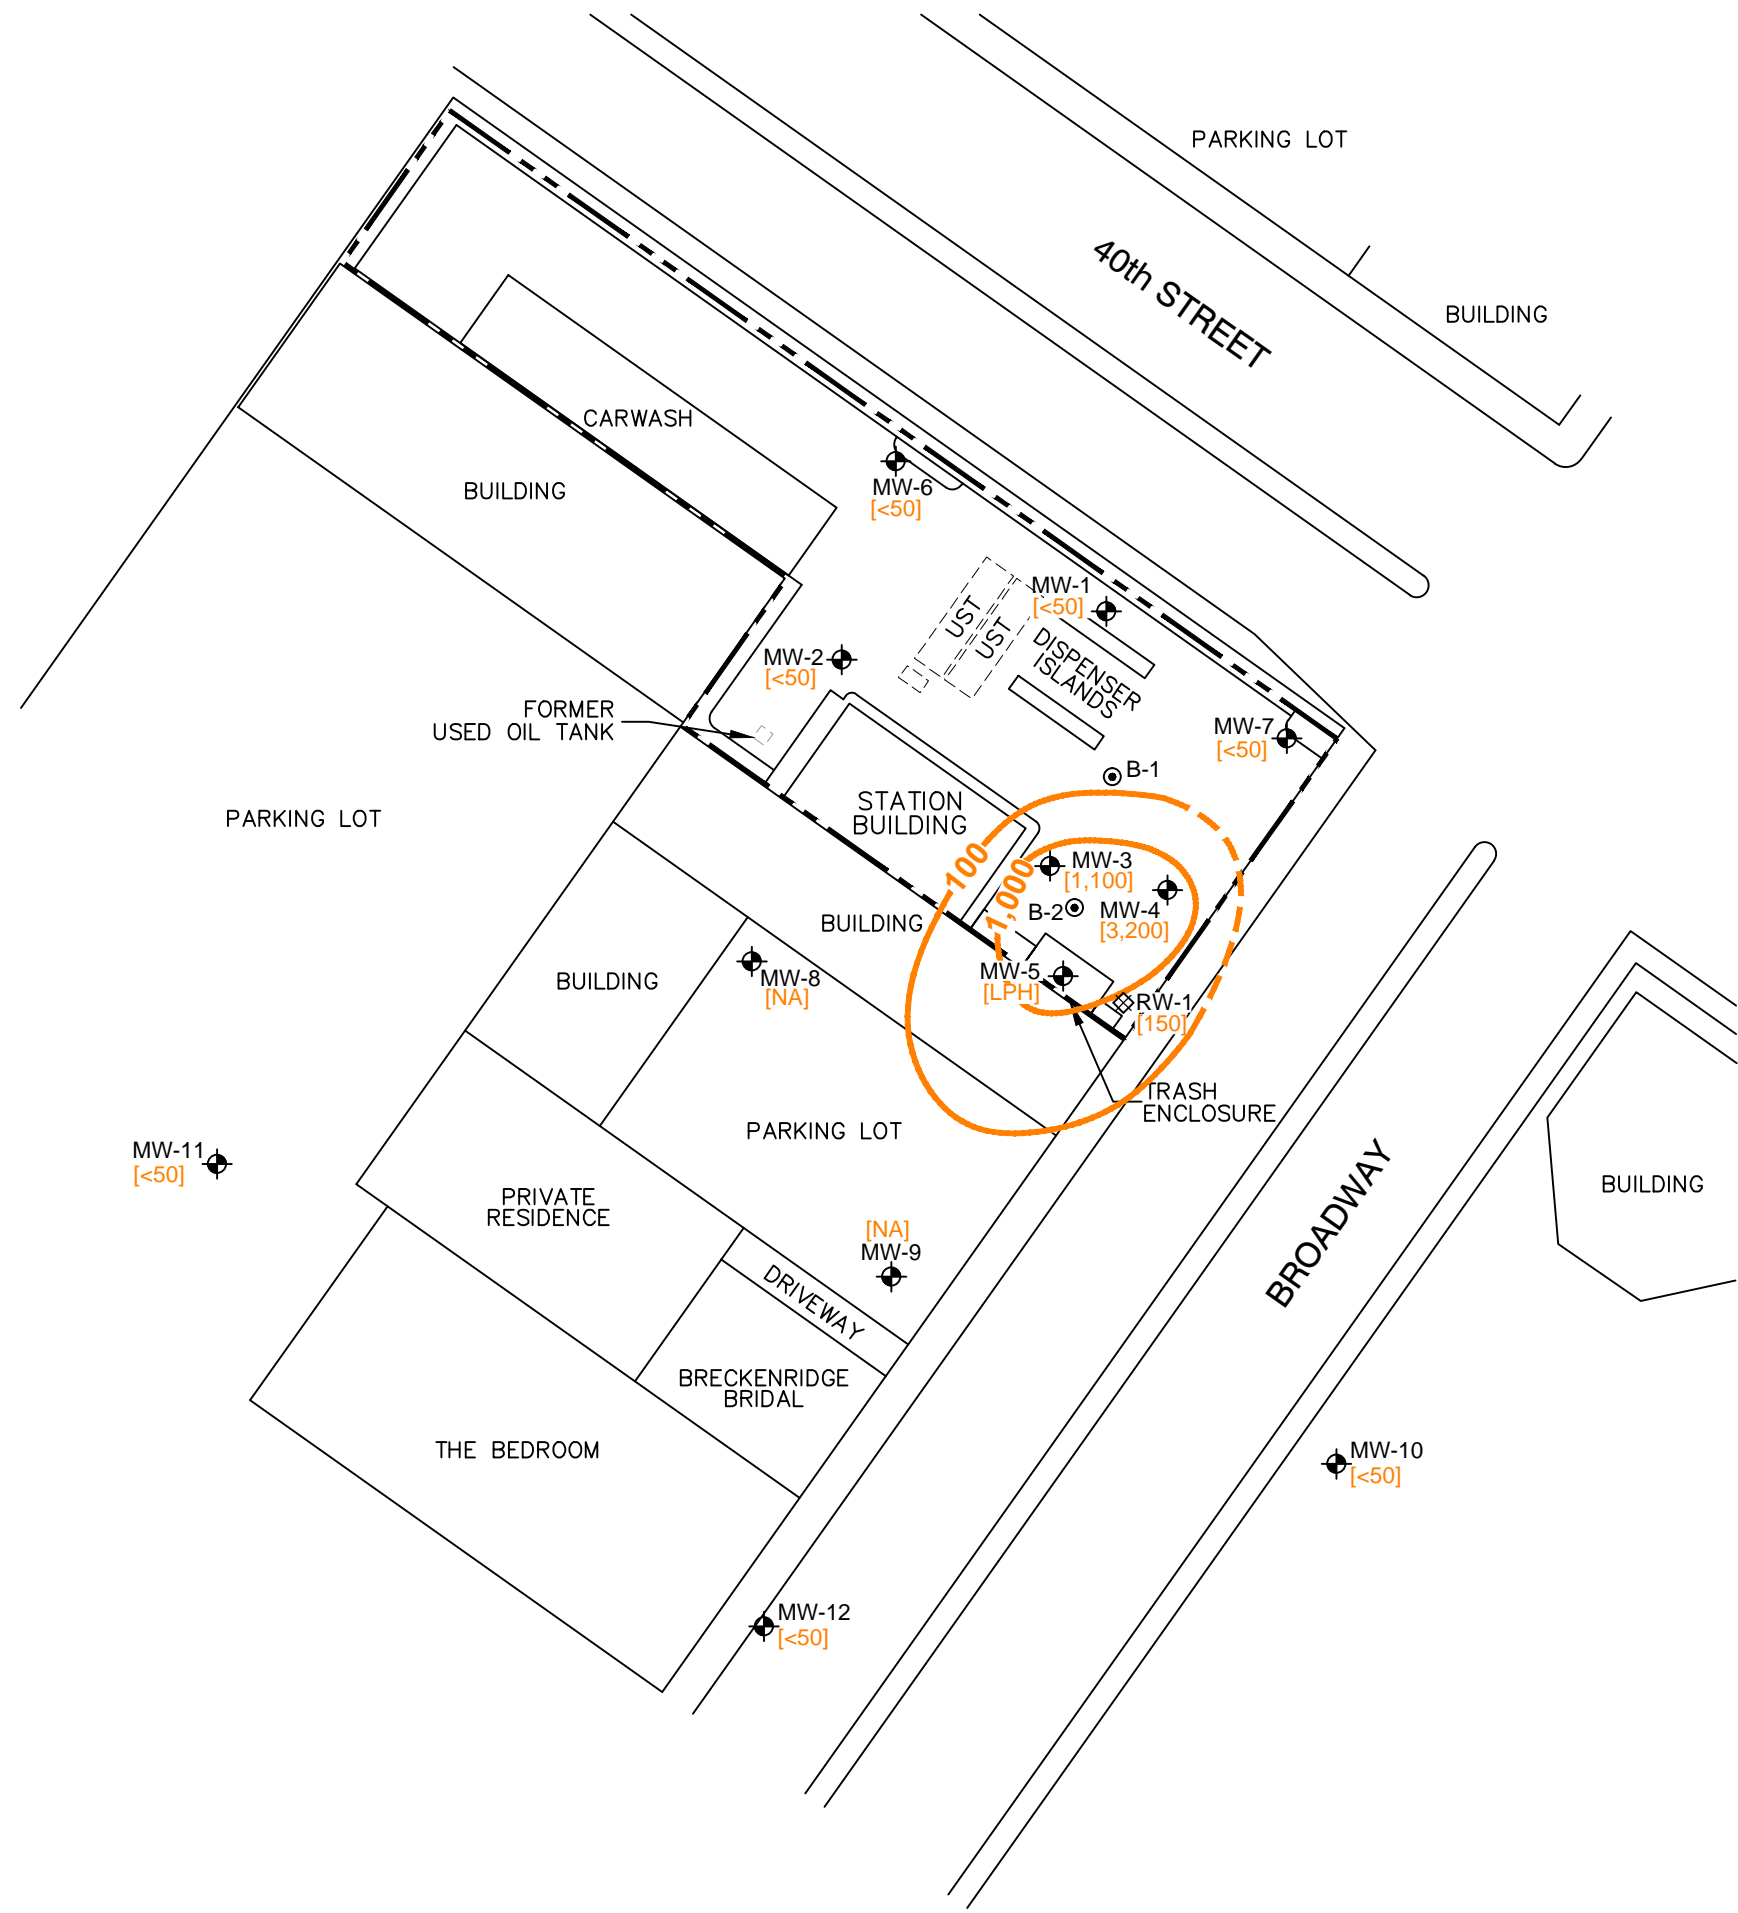 PARKING LOT
40th STREET
BUILDING
CARWASH
BUILDING
MW-6
[<50]
MW-1
[<50]
UST
UST
DISPENSER
ISLANDS
MW-2
[<50]
FORMER
USED OIL TANK
MW-7
[<50]
B-1
STATION
BUILDING
PARKING LOT
100
1,000
MW-3
[1,100]
B-2
MW-4
[3,200]
BUILDING
MW-5
[LPH]
BUILDING
MW-8
[NA]
RW-1
[150]
TRASH
ENCLOSURE
PARKING LOT
MW-11
[<50]
BROADWAY
BUILDING
PRIVATE
RESIDENCE
[NA]
MW-9
DRIVEWAY
BRECKENRIDGE
BRIDAL
THE BEDROOM
MW-10
[<50]
MW-12
[<50]